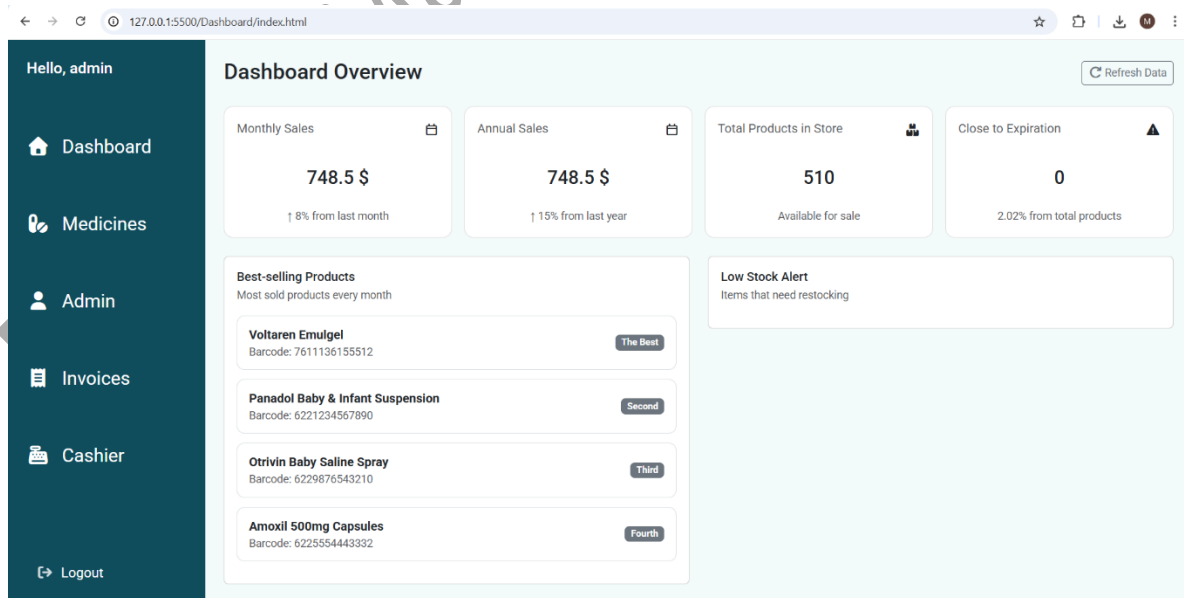 127.0.0.1:5500/Dashboard/index.html
M
Hello, admin
Dashboard
Medicines
Admin
Invoices
Cashier
Logout
Dashboard Overview
Refresh Data
Monthly Sales
748.5 $
↑ 8% from last month
Annual Sales
748.5 $
↑ 15% from last year
Total Products in Store
510
Available for sale
Close to Expiration
0
2.02% from total products
Best-selling Products
Most sold products every month
Voltaren Emulgel
Barcode: 7611136155512
The Best
Panadol Baby & Infant Suspension
Barcode: 6221234567890
Second
Otrivin Baby Saline Spray
Barcode: 6229876543210
Third
Amoxil 500mg Capsules
Barcode: 6225554443332
Fourth
Low Stock Alert
Items that need restocking